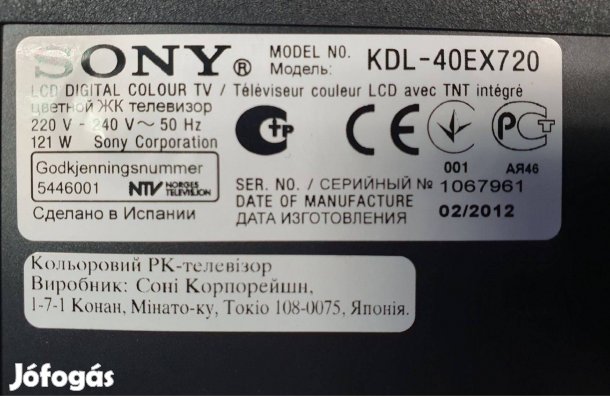 SONY® MODEL NO. KDL-40EX720
Модель:
LCD DIGITAL COLOUR TV / Téléviseur couleur LCD avec TNT intégré
цветной ЖК телевизор
220 V - 240 V ~ 50 Hz
121 W Sony Corporation
Godkjenningsnummer
5446001 NTV NORGES TELEVISJON
Сделано в Испании
001 АЯ46
SER. NO. / СЕРИЙНЫЙ № 1067961
DATE OF MANUFACTURE
ДАТА ИЗГОТОВЛЕНИЯ 02/2012
Кольоровий РК-телевізор
Виробник: Соні Корпорейшн,
1-7-1 Конан, Мінато-ку, Токіо 108-0075, Японія.
Jófogás